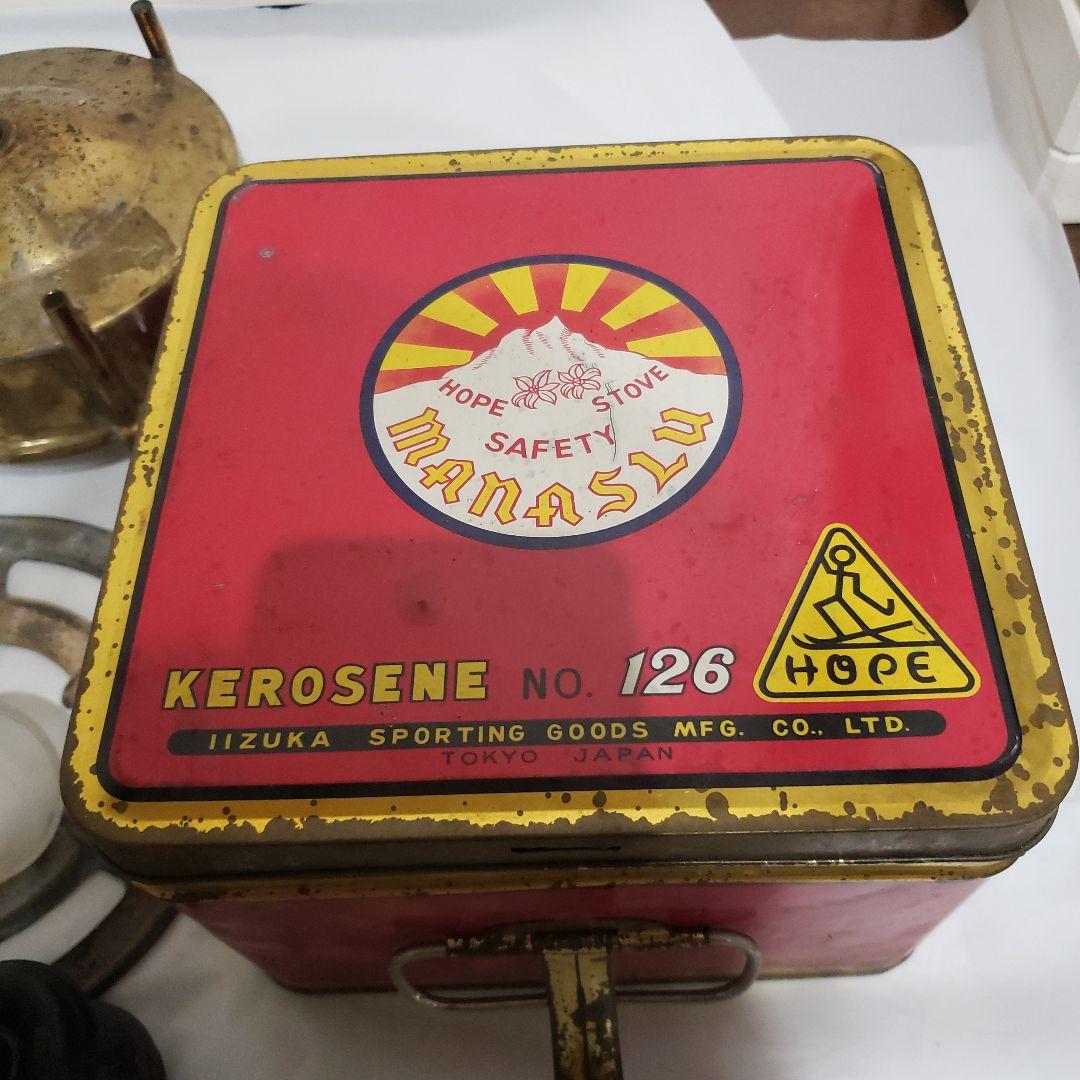 HOPE STOVE
SAFETY
MANASLU
KEROSENE NO. 126
HOPE
IIZUKA SPORTING GOODS MFG. CO., LTD.
TOKYO JAPAN